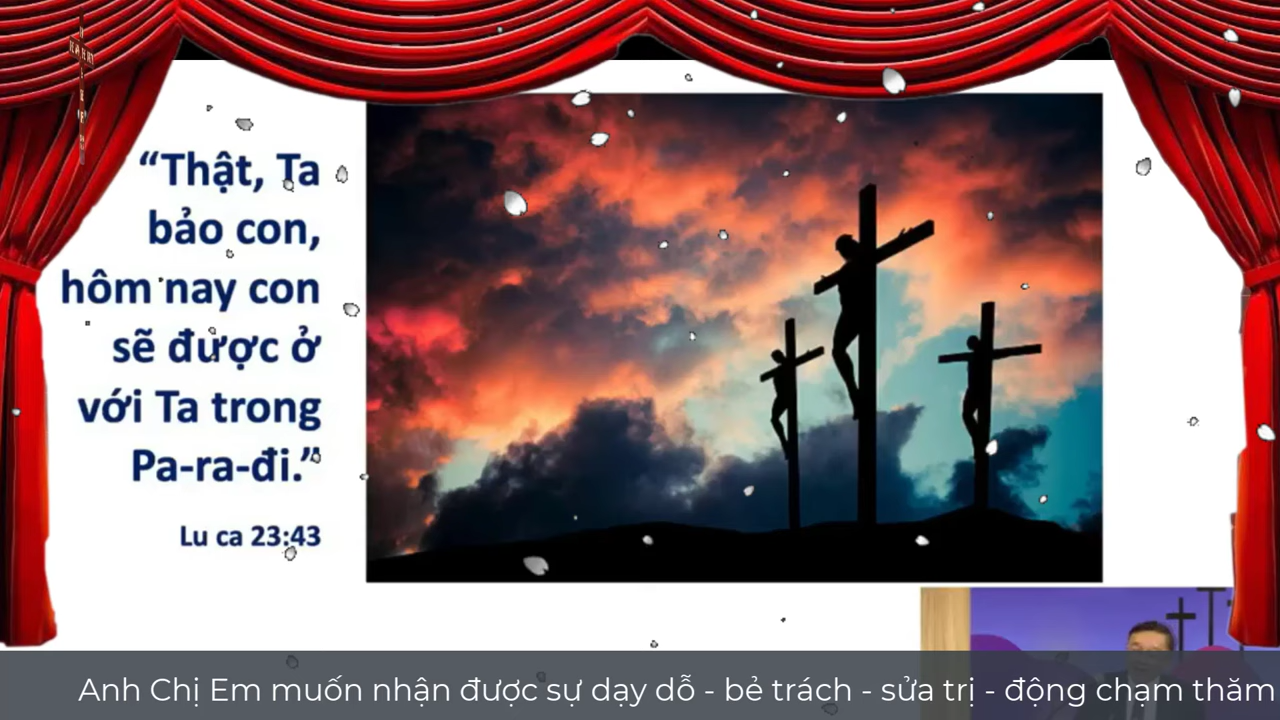 “Thật, Ta
bảo con,
hôm nay con
sẽ được ở
với Ta trong
Pa-ra-đi.”
Lu ca 23:43
Anh Chị Em muốn nhận được sự dạy dỗ - bẻ trách - sửa trị - động chạm thăm